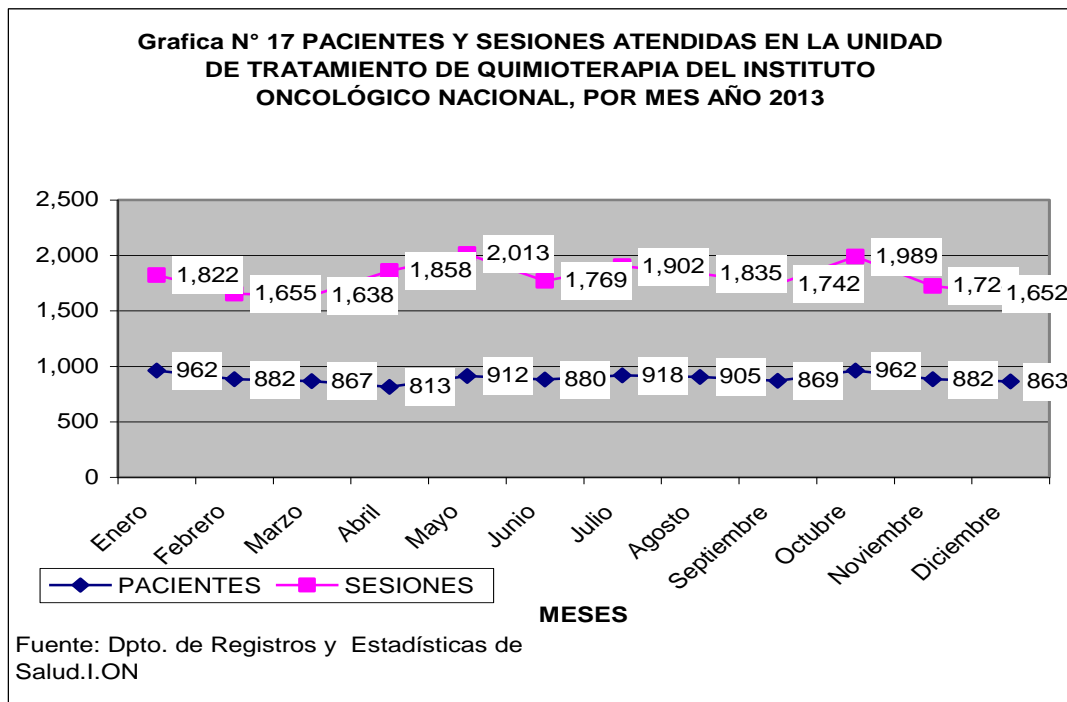 Grafica N° 17 PACIENTES Y SESIONES ATENDIDAS EN LA UNIDAD
DE TRATAMIENTO DE QUIMIOTERAPIA DEL INSTITUTO
ONCOLÓGICO NACIONAL, POR MES AÑO 2013
2,500
2,000
1,500
1,000
500
0
1,822
1,655
1,638
1,858
2,013
1,769
1,902
1,835
1,742
1,989
1,652
962
882
867
813
912
880
918
905
869
962
882
863
Enero
Febrero
Marzo
Abril
Mayo
Junio
Julio
Agosto
Septiembre
Octubre
Noviembre
Diciembre
PACIENTES
SESIONES
MESES
Fuente: Dpto. de Registros y Estadísticas de
Salud.I.ON